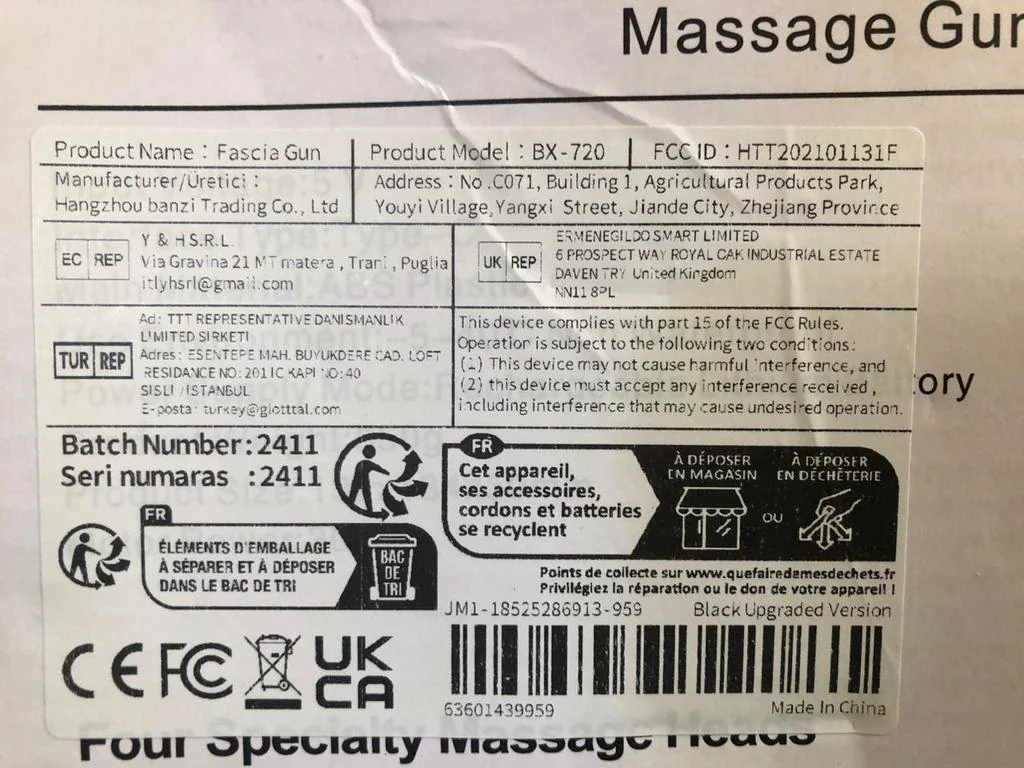 Massage Gun
Product Name : Fascia Gun
Product Model : BX-720
FCC ID : HTT202101131F
Manufacturer/Üretici :
Hangzhou banzi Trading Co., Ltd
Address : No .C071, Building 1, Agricultural Products Park,
Youyi Village,Yangxi Street, Jiande City, Zhejiang Province
EC REP
Y & H S.R.L.
Via Gravina 21 MT matera , Trani , Puglia
itlyhsrl@gmail.com
UK REP
ERMENEGILDO SMART LIMITED
6 PROSPECT WAY ROYAL OAK INDUSTRIAL ESTATE
DAVEN TRY United Kingdom
NN11 8PL
TUR REP
Ad: TTT REPRESENTATIVE DANISMANLIK
LIMITED SIRKETI
Adres: ESENTEPE MAH. BUYUKDERE CAD. LOFT
RESIDANCE NO:201 IC KAPI NO:40
SISLI /ISTANBUL
E-posta: turkey@glotttal.com
This device complies with part 15 of the FCC Rules.
Operation is subject to the following two conditions:
(1) This device may not cause harmful interference, and
(2) this device must accept any interference received,
including interference that may cause undesired operation.
ory
Batch Number:2411
Seri numaras :2411
FR
Cet appareil,
ses accessoires,
cordons et batteries
se recyclent
À DÉPOSER
EN MAGASIN
OU
À DÉPOSER
EN DÉCHÈTERIE
FR
ÉLÉMENTS D'EMBALLAGE
À SÉPARER ET À DÉPOSER
DANS LE BAC DE TRI
BAC
DE
TRI
Points de collecte sur www.quefairedemesdechets.fr
Privilégiez la réparation ou le don de votre appareil !
JM1-18525286913-959
Black Upgraded Version
CE FC UK
CA
63601439959
Made In China
Four Specialty Massage Heads